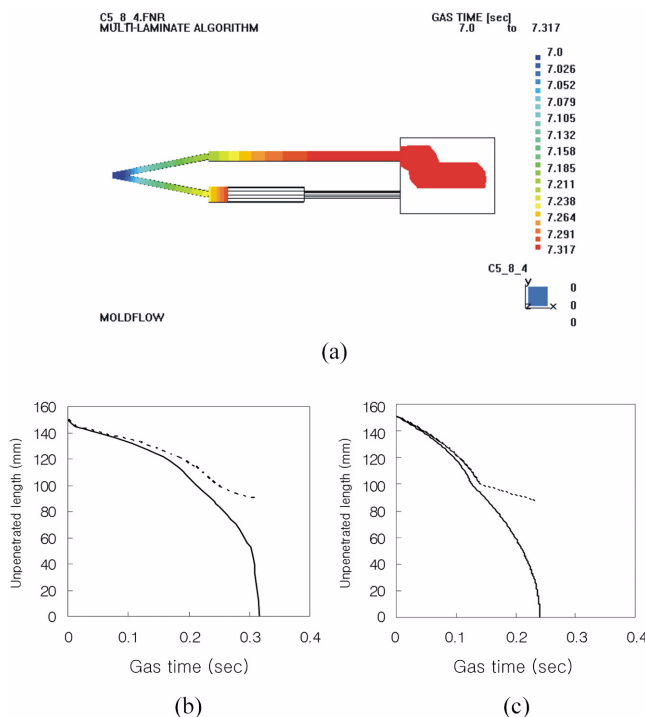 C5_8_4.FNR
MULTI-LAMINATE ALGORITHM
GAS TIME [sec]
7.0 to 7.317
7.0
7.026
7.052
7.079
7.105
7.132
7.158
7.185
7.211
7.238
7.264
7.291
7.317
C5_8_4
y
z x
0
0
0
MOLDFLOW
(a)
Unpenetrated length (mm)
160
140
120
100
80
60
40
20
0
0 0.1 0.2 0.3 0.4
Gas time (sec)
(b)
Unpenetrated length (mm)
160
140
120
100
80
60
40
20
0
0 0.1 0.2 0.3 0.4
Gas time (sec)
(c)